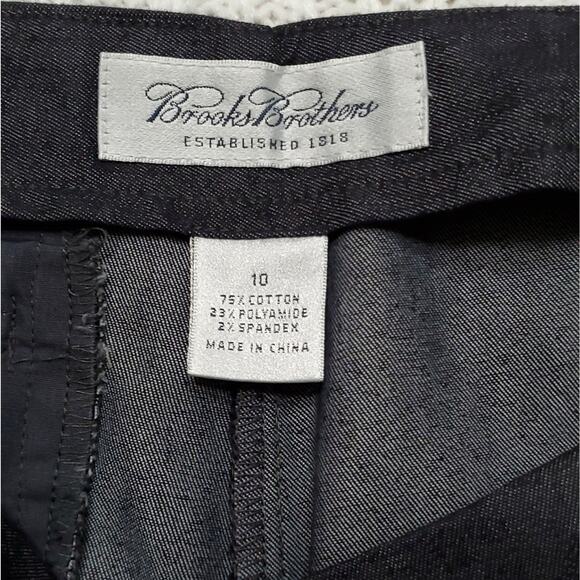 Brooks Brothers
ESTABLISHED 1818
10
75% COTTON
23% POLYAMIDE
2% SPANDEX
MADE IN CHINA